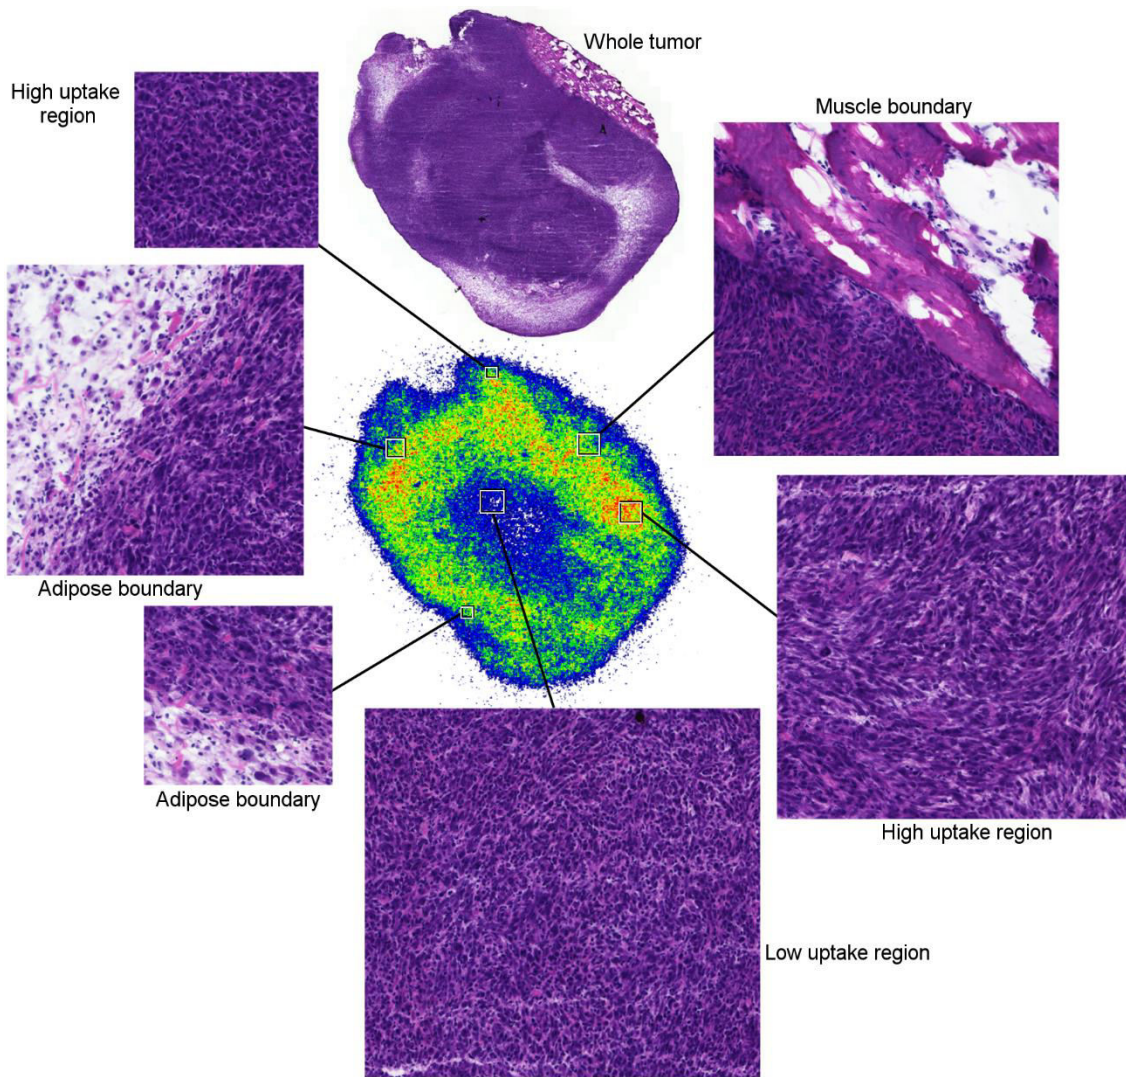 Whole tumor
High uptake
region
Muscle boundary
Adipose boundary
Adipose boundary
High uptake region
Low uptake region